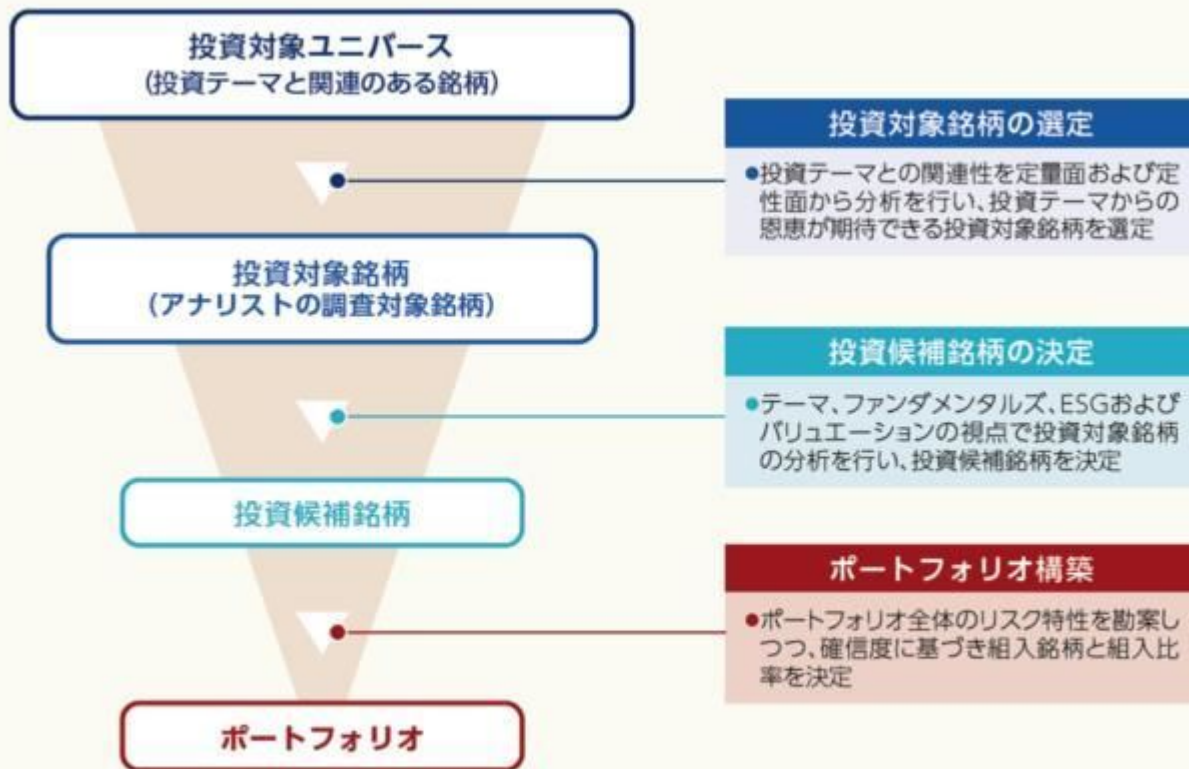 投資対象ユニバース
(投資テーマと関連のある銘柄)
投資対象銘柄の選定
●投資テーマとの関連性を定量面および定
性面から分析を行い、投資テーマからの
恩恵が期待できる投資対象銘柄を選定
投資対象銘柄
(アナリストの調査対象銘柄)
投資候補銘柄の決定
●テーマ、ファンダメンタルズ、ESGおよび
バリュエーションの視点で投資対象銘柄
の分析を行い、投資候補銘柄を決定
投資候補銘柄
ポートフォリオ構築
●ポートフォリオ全体のリスク特性を勘案し
つつ、確信度に基づき組入銘柄と組入比
率を決定
ポートフォリオ